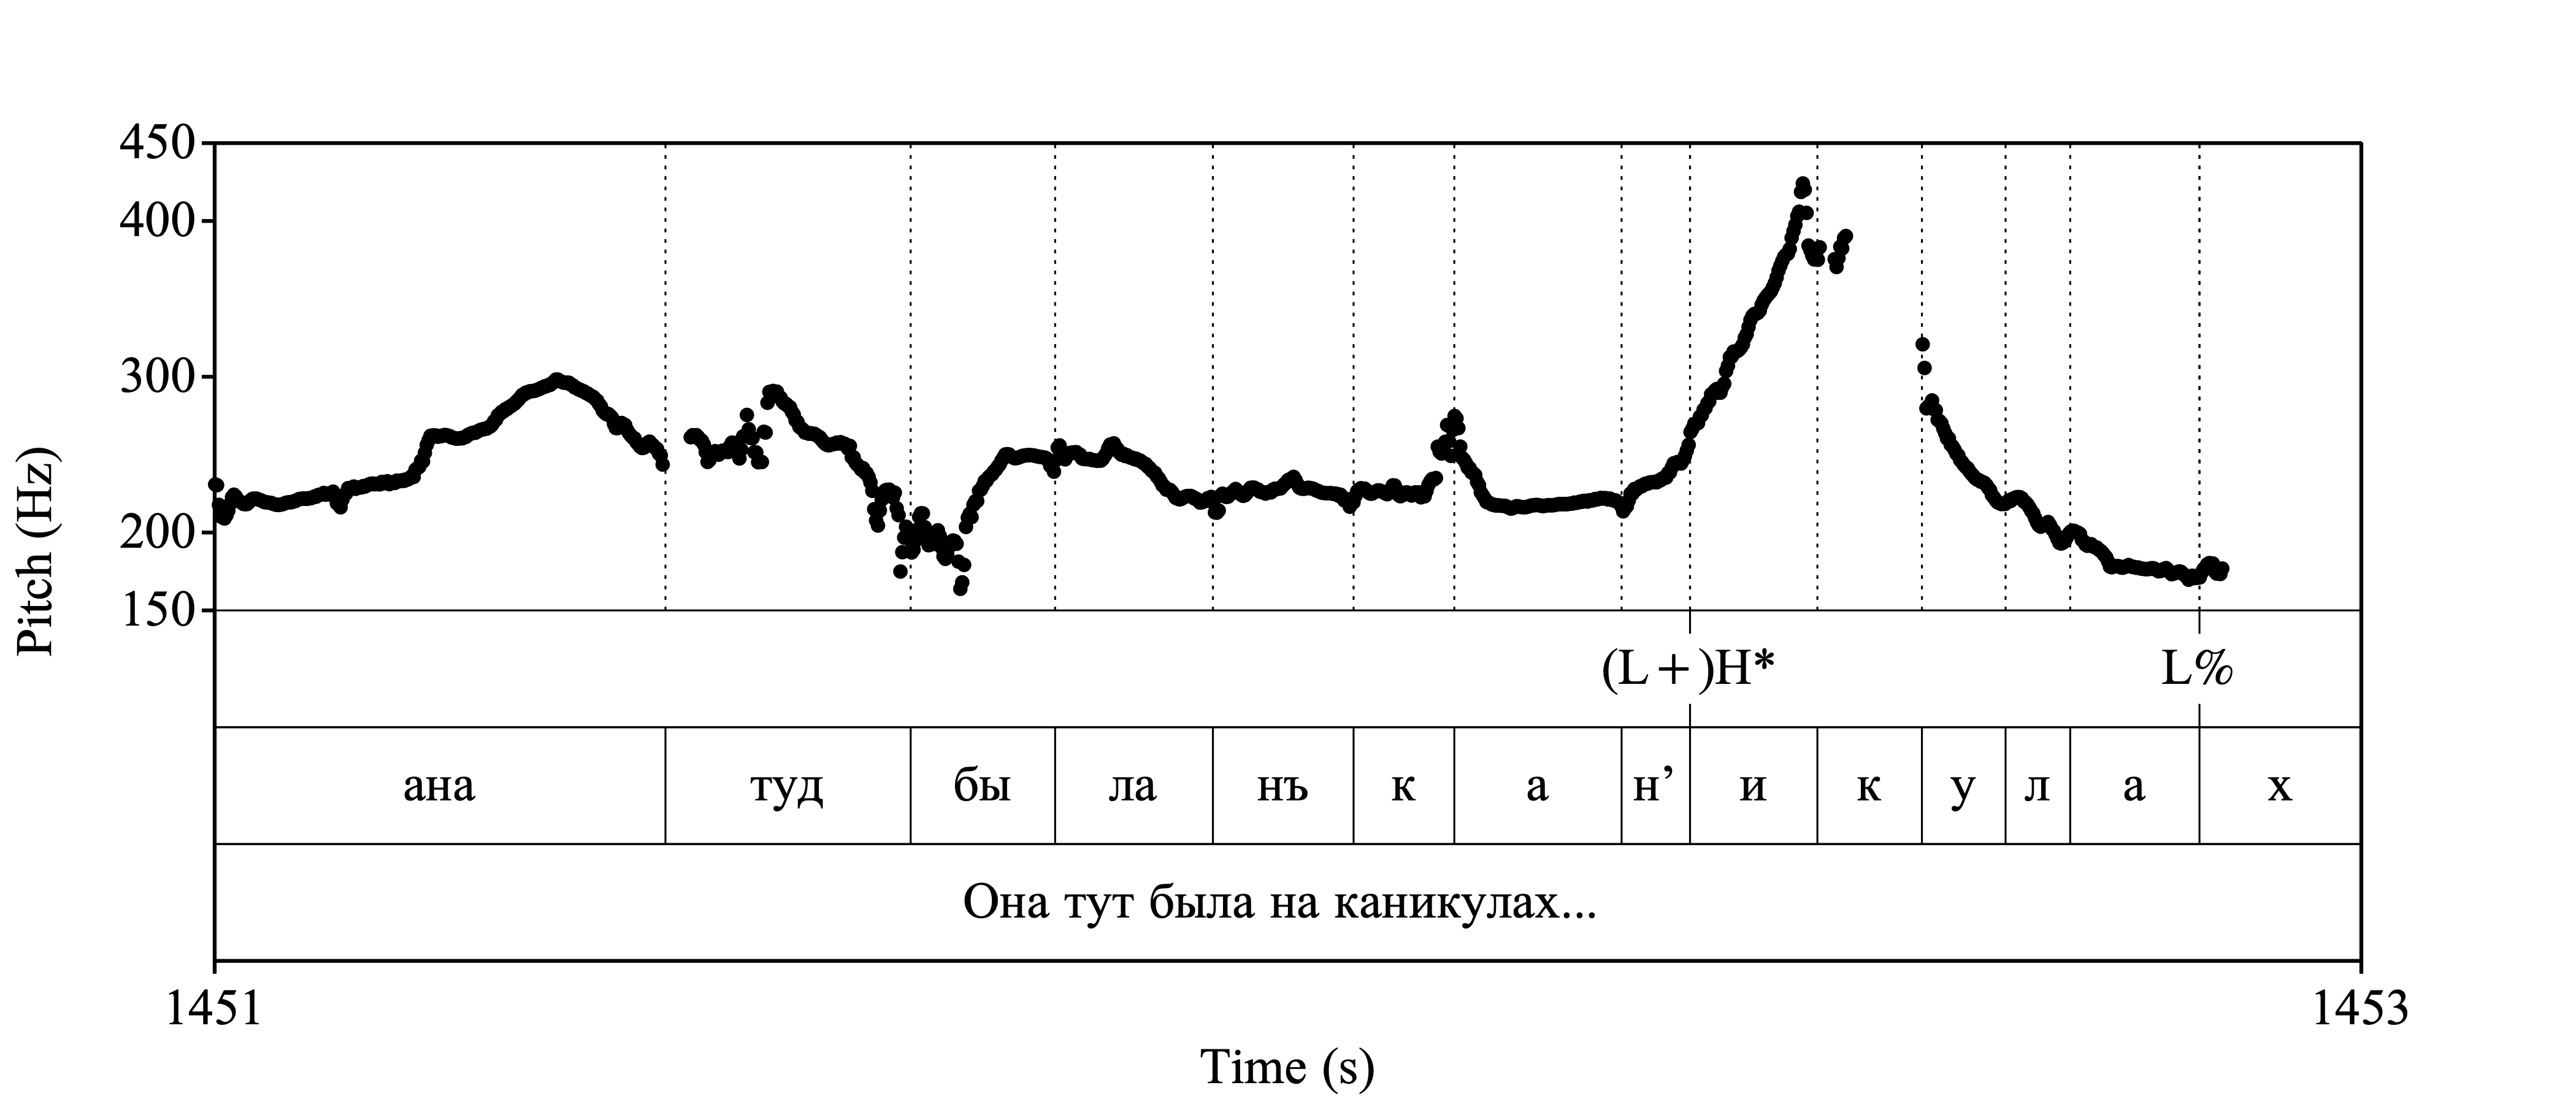 450
400
300
200
150
Pitch (Hz)
(L+)H* L%
ана туд бы ла нъ к а н’ и к у л а х
Она тут была на каникулах...
1451 1453
Time (s)